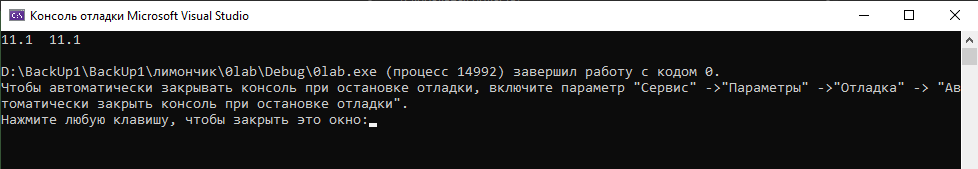 Консоль отладки Microsoft Visual Studio
11.1  11.1
D:\BackUp1\BackUp1\лимончик\0lab\Debug\0lab.exe (процесс 14992) завершил работу с кодом 0.
Чтобы автоматически закрывать консоль при остановке отладки, включите параметр "Сервис" ->"Параметры" ->"Отладка" -> "Ав
томатически закрыть консоль при остановке отладки".
Нажмите любую клавишу, чтобы закрыть это окно: